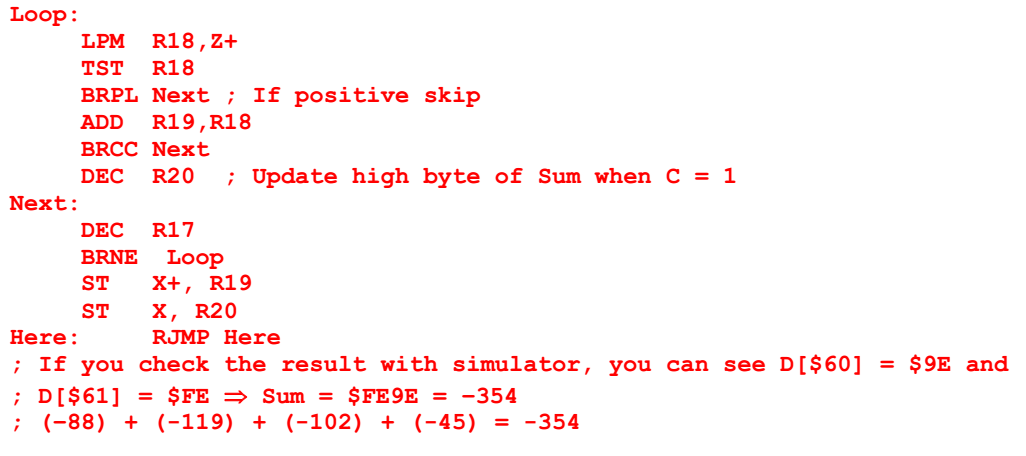 Loop:
LPM R18,Z+
TST R18
BRPL Next ; If positive skip
ADD R19,R18
BRCC Next
DEC R20 ; Update high byte of Sum when C = 1
Next:
DEC R17
BRNE Loop
ST X+, R19
ST X, R20
Here: RJMP Here
; If you check the result with simulator, you can see D[$60] = $9E and
; D[$61] = $FE ⇒ Sum = $FE9E = –354
; (–88) + (-119) + (-102) + (-45) = -354